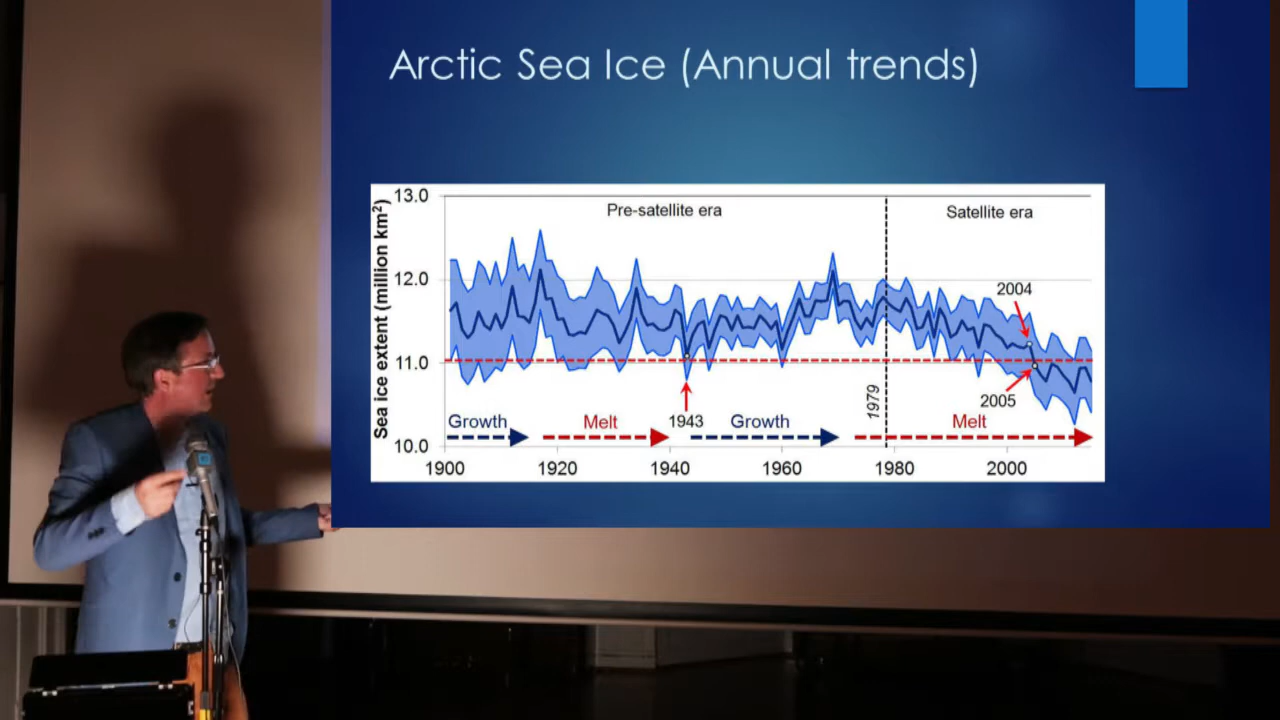 Arctic Sea Ice (Annual trends)
Sea ice extent (million km²)
13.0
12.0
11.0
10.0
Pre-satellite era
Satellite era
2004
2005
1979
1943
Growth
Melt
Growth
Melt
1900
1920
1940
1960
1980
2000